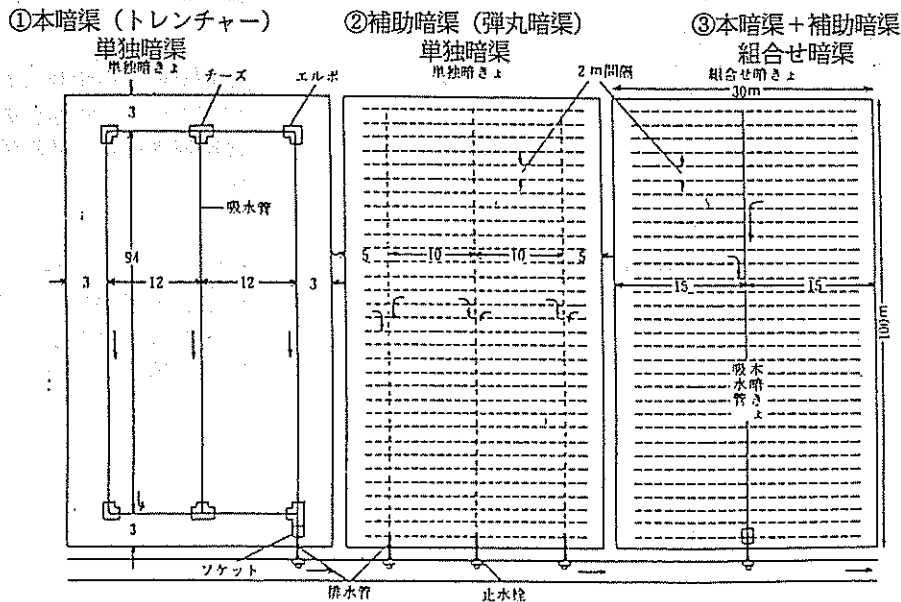 ①本暗渠（トレンチャー）
単独暗渠
単独暗きょ
チーズ
エルボ
3
吸水管
94
3
12
12
3
3
ソケット
②補助暗渠（弾丸暗渠）
単独暗渠
単独暗きょ
2m間隔
5
10
10
5
排水管
止水栓
③本暗渠＋補助暗渠
組合せ暗渠
組合せ暗きょ
30m
15
15
100m
本暗きょ
吸水管